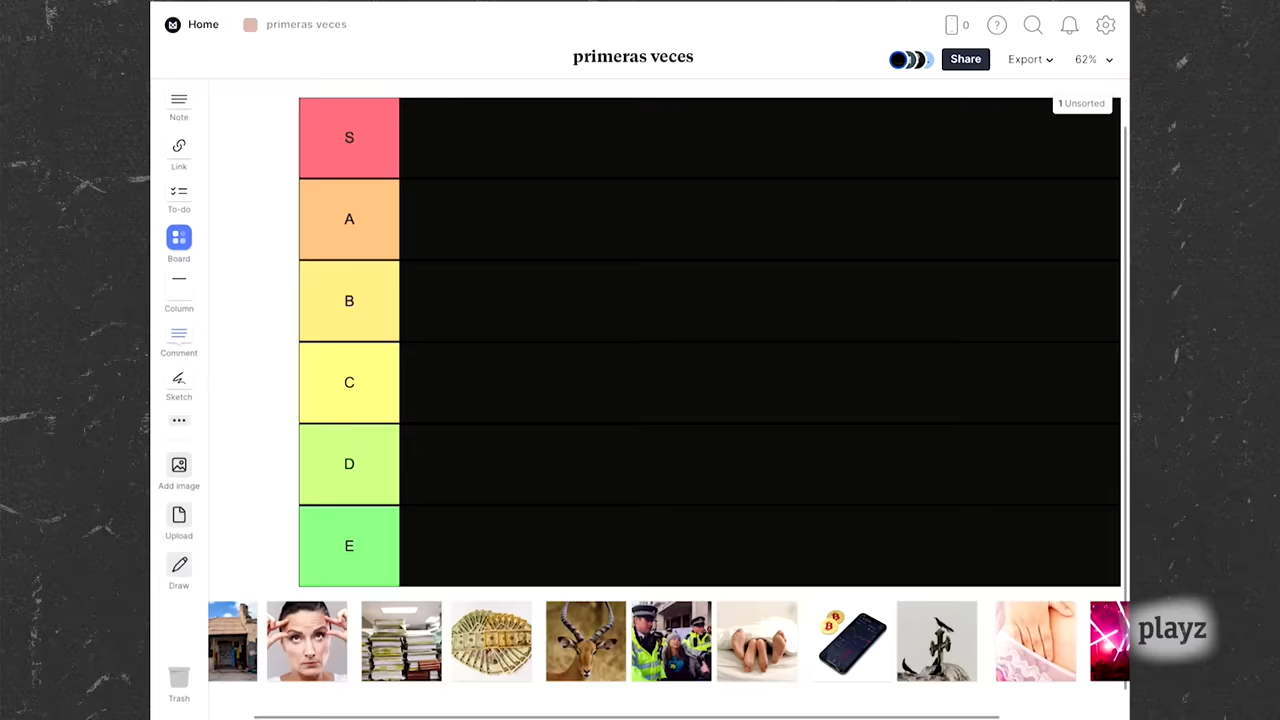 Home
primeras veces
0
primeras veces
Share
Export
62%
1 Unsorted
Note
Link
To-do
Board
Column
Comment
Sketch
Add image
Upload
Draw
Trash
S
A
B
C
D
E
playz